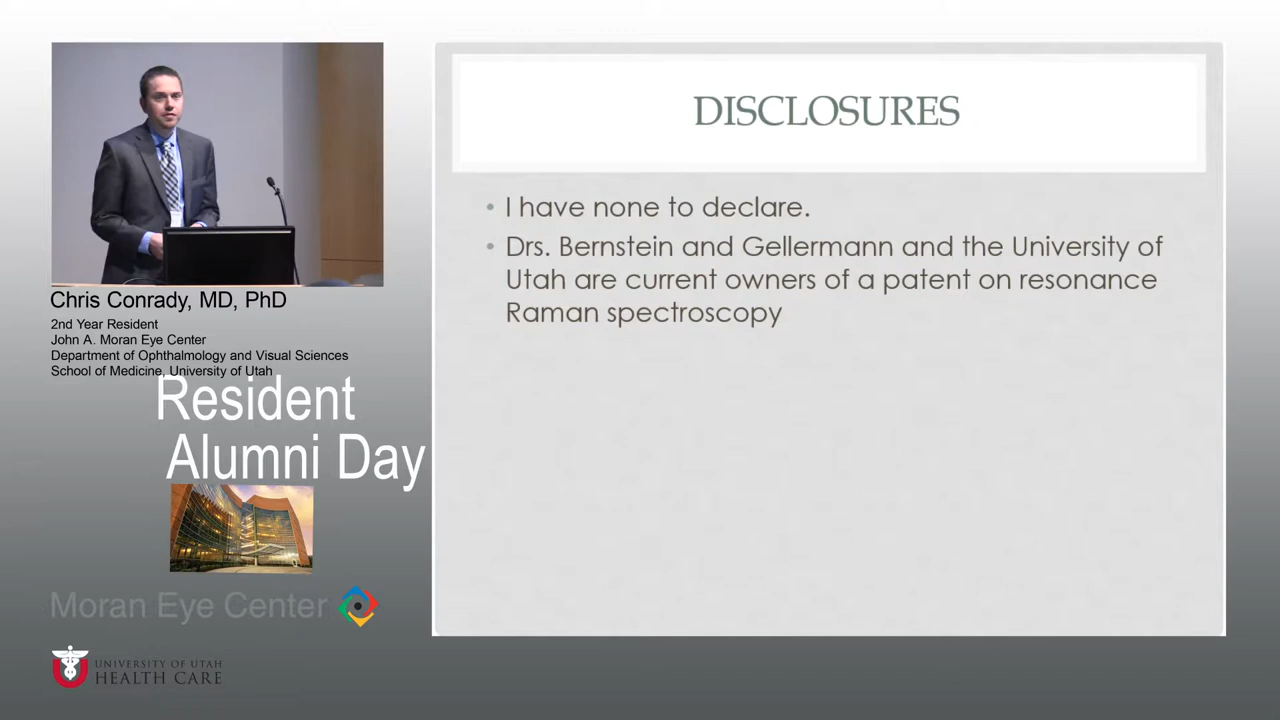 Chris Conrady, MD, PhD
2nd Year Resident
John A. Moran Eye Center
Department of Ophthalmology and Visual Sciences
School of Medicine, University of Utah
Resident
Alumni Day
Moran Eye Center
UNIVERSITY OF UTAH
HEALTH CARE
DISCLOSURES
• I have none to declare.
• Drs. Bernstein and Gellermann and the University of
Utah are current owners of a patent on resonance
Raman spectroscopy